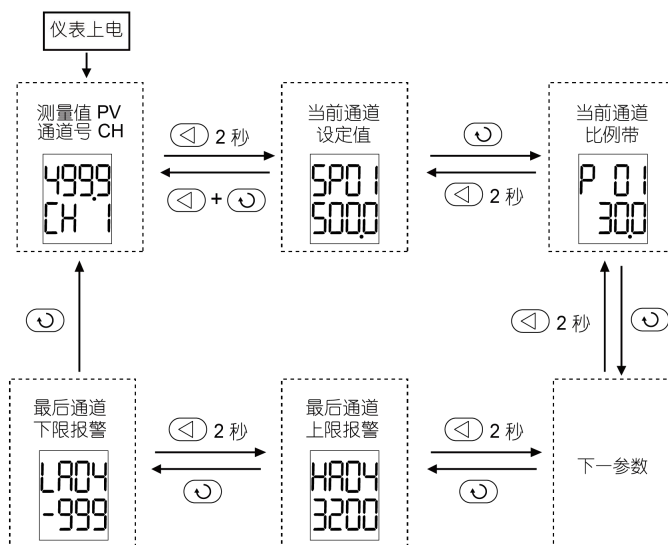 仪表上电
测量值 PV
通道号 CH
499.9
CH 1
2 秒
+
当前通道
设定值
SP01
500.0
2 秒
当前通道
比例带
P 01
30.0
2 秒
最后通道
下限报警
LA04
-999
2 秒
最后通道
上限报警
HA04
3200
2 秒
下一参数